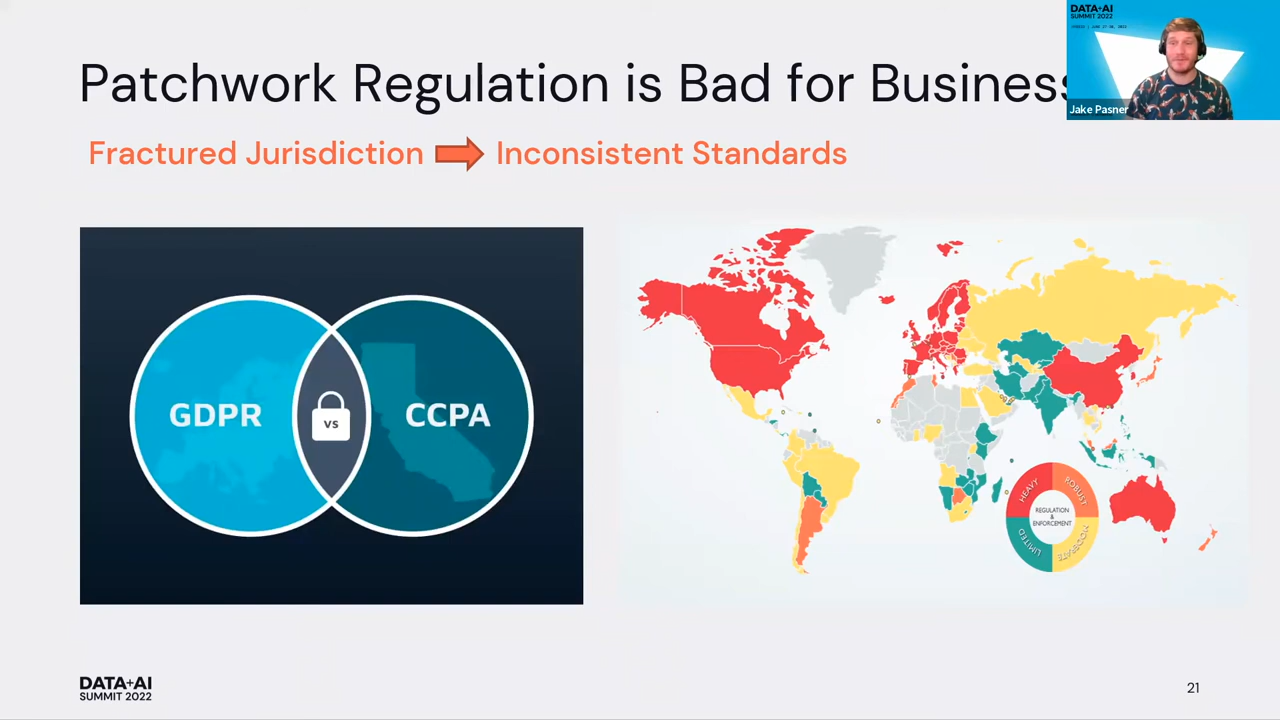 Patchwork Regulation is Bad for Business
Fractured Jurisdiction
Inconsistent Standards
DATA+AI
SUMMIT 2022
Jake Pasner
GDPR
vs
CCPA
HEAVY
ROBUST
REGULATION
&
ENFORCEMENT
LIMITED
MODERATE
DATA+AI
SUMMIT 2022
21